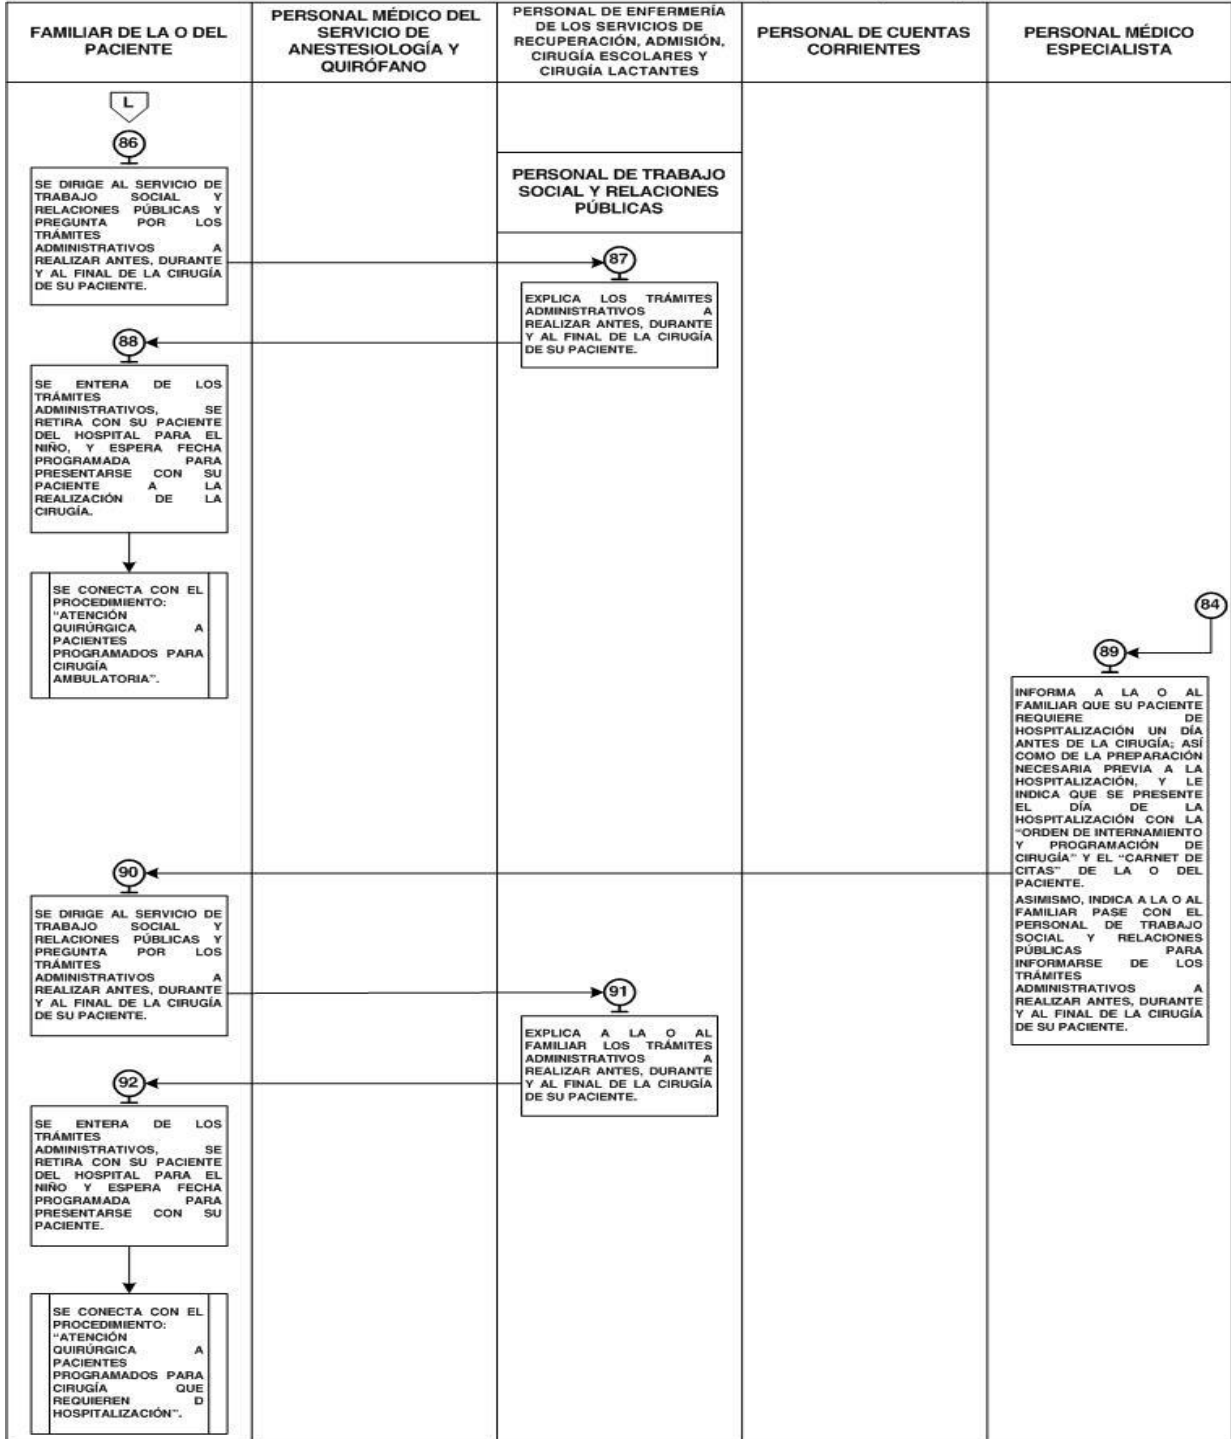 FAMILIAR DE LA O DEL
PACIENTE
PERSONAL MÉDICO DEL
SERVICIO DE
ANESTESIOLOGÍA Y
QUIRÓFANO
PERSONAL DE ENFERMERÍA
DE LOS SERVICIOS DE
RECUPERACIÓN, ADMISIÓN,
CIRUGÍA ESCOLARES Y
CIRUGÍA LACTANTES
PERSONAL DE CUENTAS
CORRIENTES
PERSONAL MÉDICO
ESPECIALISTA
L
86
SE DIRIGE AL SERVICIO DE
TRABAJO SOCIAL Y
RELACIONES PÚBLICAS Y
PREGUNTA POR LOS
TRÁMITES
ADMINISTRATIVOS A
REALIZAR ANTES, DURANTE
Y AL FINAL DE LA CIRUGÍA
DE SU PACIENTE.
PERSONAL DE TRABAJO
SOCIAL Y RELACIONES
PÚBLICAS
87
EXPLICA LOS TRÁMITES
ADMINISTRATIVOS A
REALIZAR ANTES, DURANTE
Y AL FINAL DE LA CIRUGÍA
DE SU PACIENTE.
88
SE ENTERA DE LOS
TRÁMITES
ADMINISTRATIVOS, SE
RETIRA CON SU PACIENTE
DEL HOSPITAL PARA EL
NIÑO, Y ESPERA FECHA
PROGRAMADA PARA
PRESENTARSE CON SU
PACIENTE A LA
REALIZACIÓN DE LA
CIRUGÍA.
SE CONECTA CON EL
PROCEDIMIENTO:
"ATENCIÓN
QUIRÚRGICA A
PACIENTES
PROGRAMADOS PARA
CIRUGÍA
AMBULATORIA".
84
89
INFORMA A LA O AL
FAMILIAR QUE SU PACIENTE
REQUIERE DE
HOSPITALIZACIÓN UN DÍA
ANTES DE LA CIRUGÍA; ASÍ
COMO DE LA PREPARACIÓN
NECESARIA PREVIA A LA
HOSPITALIZACIÓN, Y LE
INDICA QUE SE PRESENTE
EL DÍA DE LA
HOSPITALIZACIÓN CON LA
"ORDEN DE INTERNAMIENTO
Y PROGRAMACIÓN DE
CIRUGÍA" Y EL "CARNET DE
CITAS" DE LA O DEL
PACIENTE.
ASIMISMO, INDICA A LA O AL
FAMILIAR PASE CON EL
PERSONAL DE TRABAJO
SOCIAL Y RELACIONES
PÚBLICAS PARA
INFORMARSE DE LOS
TRÁMITES
ADMINISTRATIVOS A
REALIZAR ANTES, DURANTE
Y AL FINAL DE LA CIRUGÍA
DE SU PACIENTE.
90
SE DIRIGE AL SERVICIO DE
TRABAJO SOCIAL Y
RELACIONES PÚBLICAS Y
PREGUNTA POR LOS
TRÁMITES
ADMINISTRATIVOS A
REALIZAR ANTES, DURANTE
Y AL FINAL DE LA CIRUGÍA
DE SU PACIENTE.
91
EXPLICA A LA O AL
FAMILIAR LOS TRÁMITES
ADMINISTRATIVOS A
REALIZAR ANTES, DURANTE
Y AL FINAL DE LA CIRUGÍA
DE SU PACIENTE.
92
SE ENTERA DE LOS
TRÁMITES
ADMINISTRATIVOS, SE
RETIRA CON SU PACIENTE
DEL HOSPITAL PARA EL
NIÑO Y ESPERA FECHA
PROGRAMADA PARA
PRESENTARSE CON SU
PACIENTE.
SE CONECTA CON EL
PROCEDIMIENTO:
"ATENCIÓN
QUIRÚRGICA A
PACIENTES
PROGRAMADOS PARA
CIRUGÍA QUE
REQUIEREN D
HOSPITALIZACIÓN".